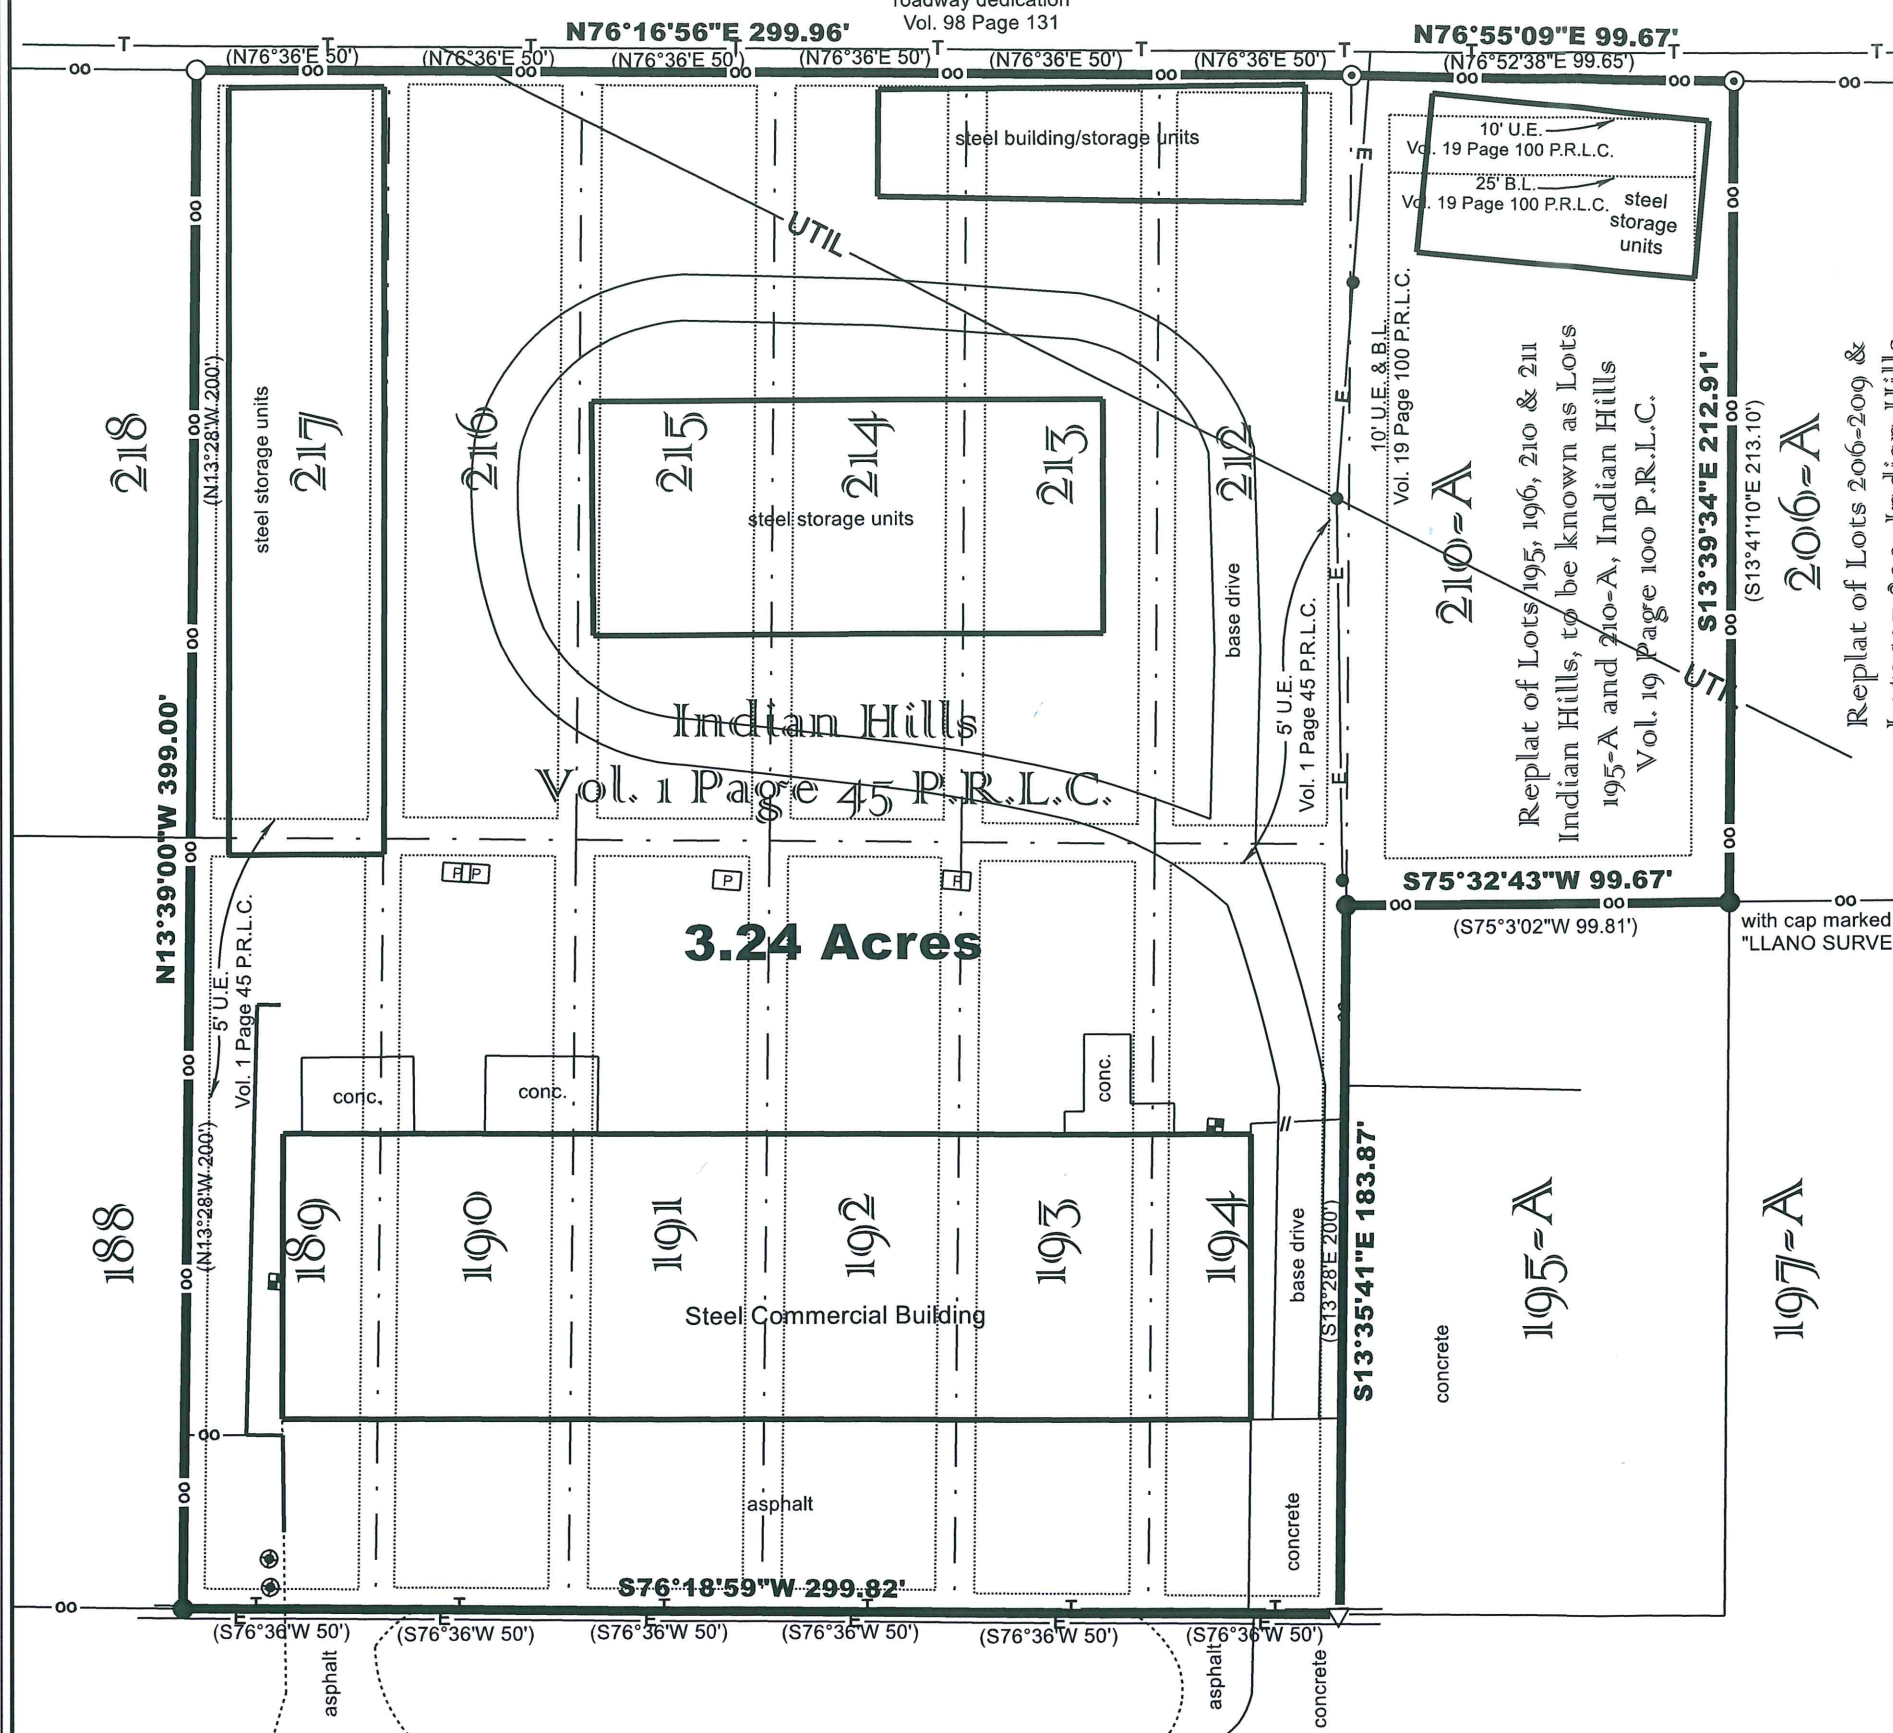 roadway dedication
Vol. 98 Page 131
N76°16'56"E 299.96'
N76°55'09"E 99.67'
T T T T T T T T T T
(N76°36'E 50') (N76°36'E 50') (N76°36'E 50') (N76°36'E 50') (N76°36'E 50') (N76°36'E 50') (N76°52'38"E 99.65')
steel building/storage units
10' U.E.
Vol. 19 Page 100 P.R.L.C.
25' B.L.
Vol. 19 Page 100 P.R.L.C.
steel
storage
units
UTIL
E
E
E
E
10' U.E. & B.L.
Vol. 19 Page 100 P.R.L.C.
218
(N13°28'W 200')
steel storage units
217
216
215
214
213
212
steel storage units
base drive
5' U.E.
Vol. 1 Page 45 P.R.L.C.
210-A
Replat of Lots 195, 196, 210 & 211
Indian Hills, to be known as Lots
195-A and 210-A, Indian Hills
Vol. 19 Page 100 P.R.L.C.
S13°39'34"E 212.91'
(S13°41'10"E 213.10')
206-A
Replat of Lots 206-209 &
UTIL
Indian Hills
Vol. 1 Page 45 P.R.L.C.
N13°39'00"W 399.00'
P P
P
P
3.24 Acres
S75°32'43"W 99.67'
(S75°3'02"W 99.81')
with cap marked
"LLANO SURVE
5' U.E.
Vol. 1 Page 45 P.R.L.C.
conc.
conc.
conc.
188
(N13°28'W 200')
189
190
191
192
193
194
Steel Commercial Building
base drive
(S13°28'E 200')
S13°35'41"E 183.87'
195-A
197-A
concrete
asphalt
concrete
S76°18'59"W 299.82'
T T T T T T
E E E E E E
(S76°36'W 50') (S76°36'W 50') (S76°36'W 50') (S76°36'W 50') (S76°36'W 50') (S76°36'W 50')
asphalt
asphalt
concrete